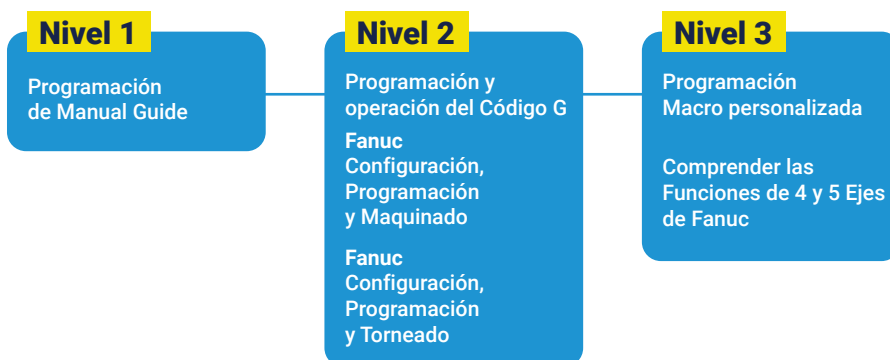 Nivel 1
Programación
de Manual Guide
Nivel 2
Programación y
operación del Código G
Fanuc
Configuración,
Programación
y Maquinado
Fanuc
Configuración,
Programación
y Torneado
Nivel 3
Programación
Macro personalizada
Comprender las
Funciones de 4 y 5 Ejes
de Fanuc